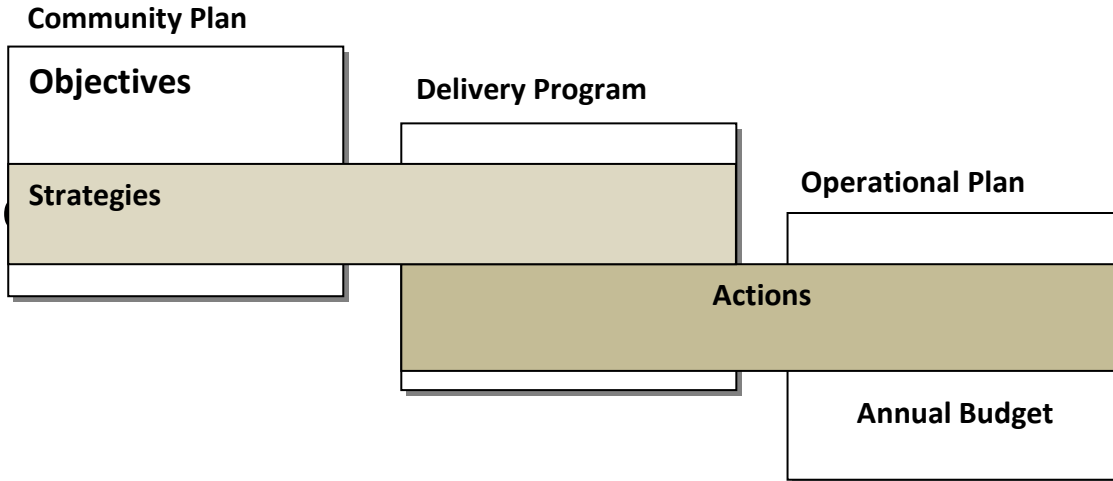 Community Plan
Objectives
Delivery Program
Strategies
Operational Plan
Actions
Annual Budget